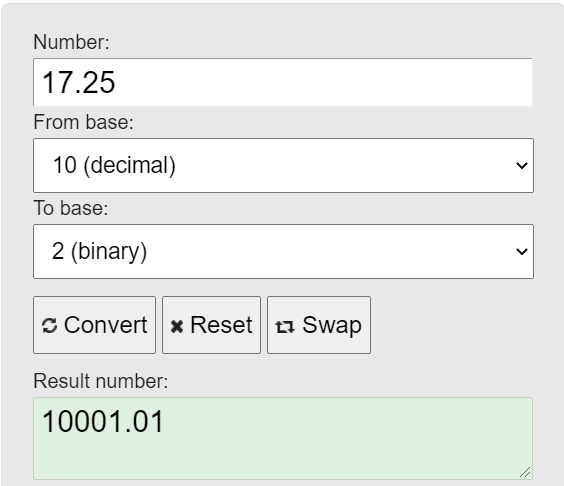 Number:
17.25
From base:
10 (decimal)
To base:
2 (binary)
Convert Reset Swap
Result number:
10001.01